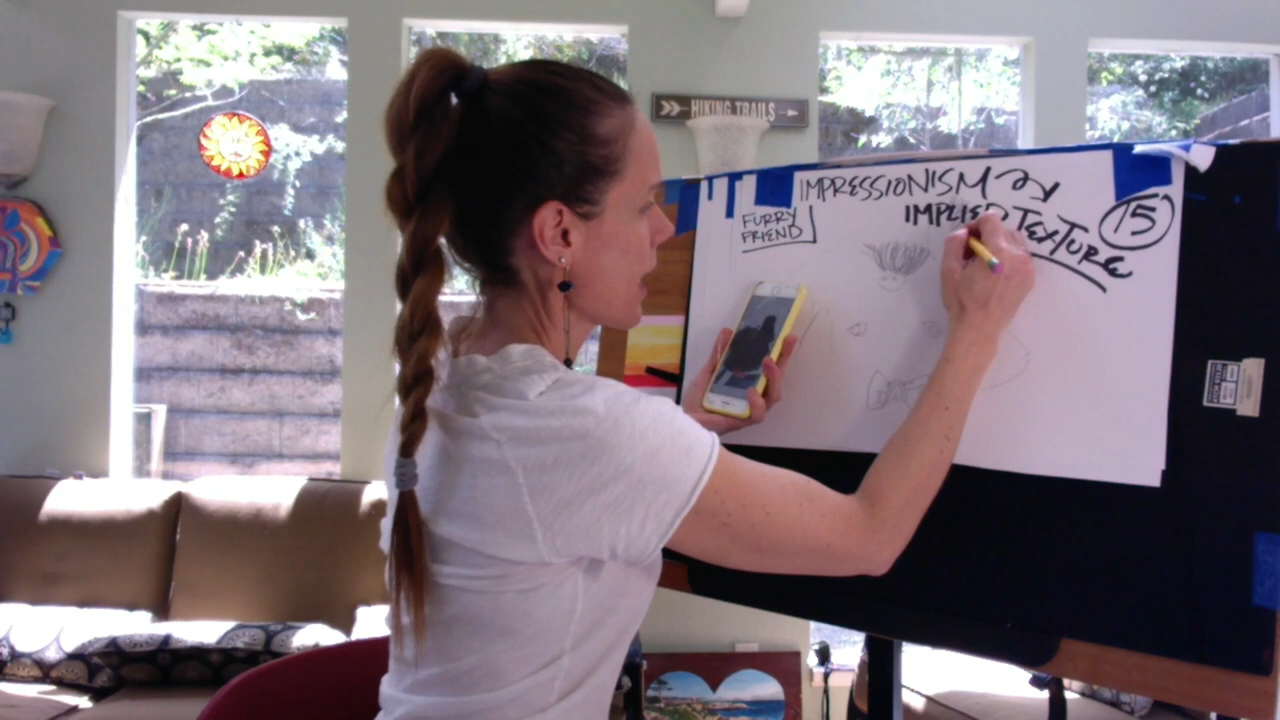 HIKING TRAILS
IMPRESSIONISM
IMPLIED TEXTURE
15
FURRY
FRIEND